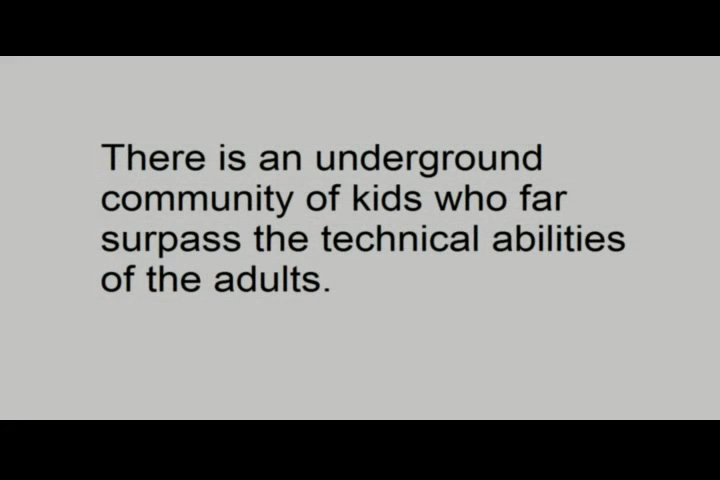 There is an underground
community of kids who far
surpass the technical abilities
of the adults.